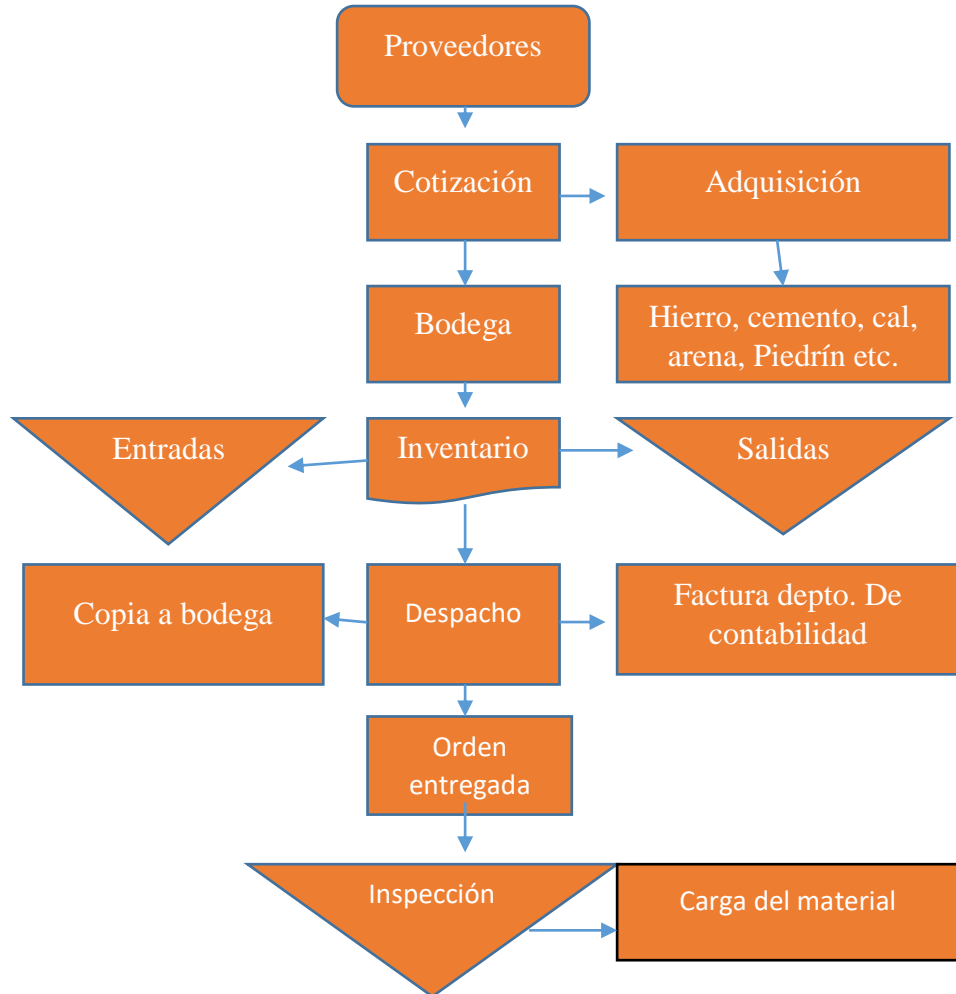 Proveedores
Cotización
Adquisición
Bodega
Hierro, cemento, cal,
arena, Piedrín etc.
Entradas
Inventario
Salidas
Copia a bodega
Despacho
Factura depto. De
contabilidad
Orden
entregada
Inspección
Carga del material